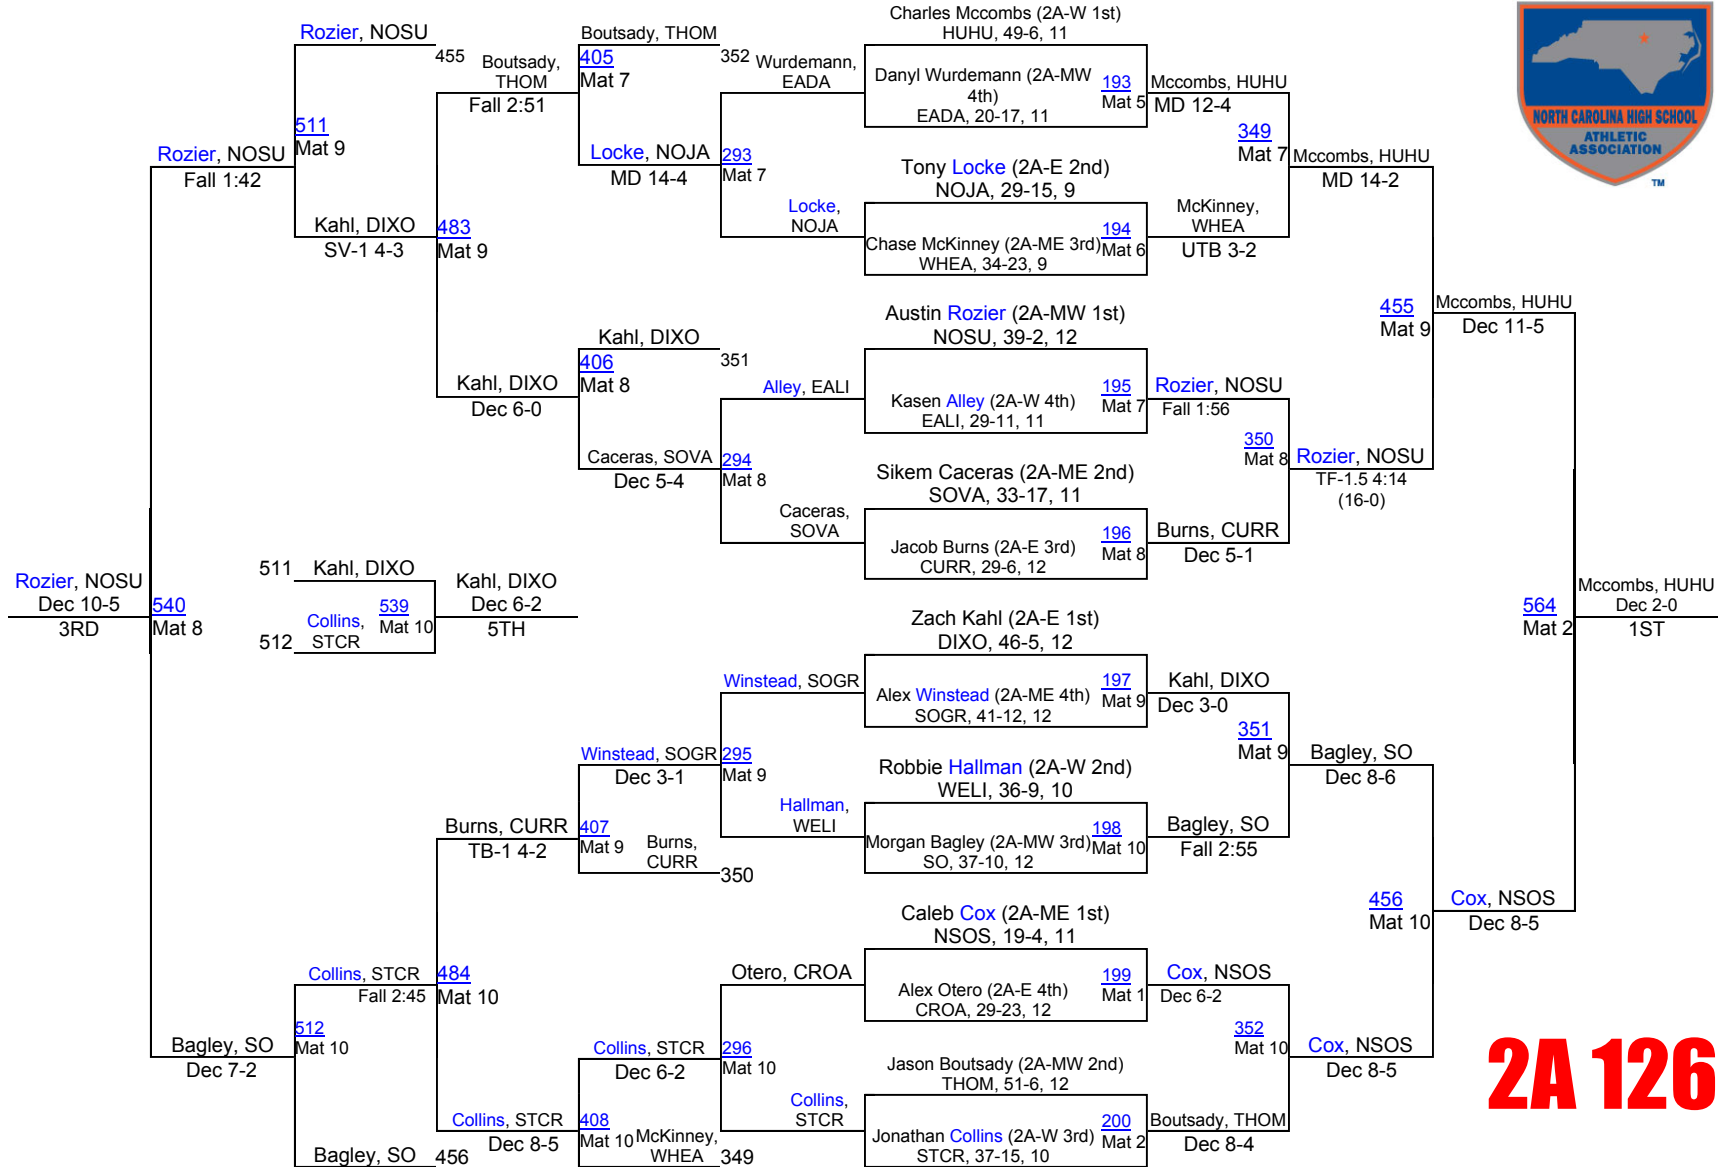 Charles Mccombs (2A-W 1st)
HUHU, 49-6, 11
Rozier, NOSU
455
Boutsady,
THOM
Fall 2:51
Boutsady, THOM
405
Mat 7
352
Wurdemann,
EADA
Danyl Wurdemann (2A-MW
4th)
EADA, 20-17, 11
193
Mat 5
Mccombs, HUHU
MD 12-4
349
Mat 7
Mccombs, HUHU
MD 14-2
NORTH CAROLINA HIGH SCHOOL
ATHLETIC
ASSOCIATION
TM
511
Mat 9
Rozier, NOSU
Fall 1:42
Locke, NOJA
MD 14-4
293
Mat 7
Tony Locke (2A-E 2nd)
NOJA, 29-15, 9
Locke,
NOJA
Chase McKinney (2A-ME 3rd)
WHEA, 34-23, 9
194
Mat 6
McKinney,
WHEA
UTB 3-2
Kahl, DIXO
SV-1 4-3
483
Mat 9
Austin Rozier (2A-MW 1st)
NOSU, 39-2, 12
455
Mat 9
Mccombs, HUHU
Dec 11-5
Kahl, DIXO
351
406
Mat 8
Kahl, DIXO
Dec 6-0
Alley, EALI
Kasen Alley (2A-W 4th)
EALI, 29-11, 11
195
Mat 7
Rozier, NOSU
Fall 1:56
350
Mat 8
Rozier, NOSU
TF-1.5 4:14
(16-0)
Caceras, SOVA
Dec 5-4
294
Mat 8
Sikem Caceras (2A-ME 2nd)
SOVA, 33-17, 11
Caceras,
SOVA
Jacob Burns (2A-E 3rd)
CURR, 29-6, 12
196
Mat 8
Burns, CURR
Dec 5-1
Rozier, NOSU
Dec 10-5
3RD
540
Mat 8
511
Kahl, DIXO
Collins,
STCR
512
539
Mat 10
Kahl, DIXO
Dec 6-2
5TH
564
Mat 2
Mccombs, HUHU
Dec 2-0
1ST
Zach Kahl (2A-E 1st)
DIXO, 46-5, 12
Winstead, SOGR
Alex Winstead (2A-ME 4th)
SOGR, 41-12, 12
197
Mat 9
Kahl, DIXO
Dec 3-0
351
Mat 9
Bagley, SO
Dec 8-6
Winstead, SOGR
Dec 3-1
295
Mat 9
Robbie Hallman (2A-W 2nd)
WELI, 36-9, 10
Hallman,
WELI
Morgan Bagley (2A-MW 3rd)
SO, 37-10, 12
198
Mat 10
Bagley, SO
Fall 2:55
Burns, CURR
TB-1 4-2
407
Mat 9
Burns,
CURR
350
Caleb Cox (2A-ME 1st)
NSOS, 19-4, 11
456
Mat 10
Cox, NSOS
Dec 8-5
Collins, STCR
Fall 2:45
484
Mat 10
Otero, CROA
Alex Otero (2A-E 4th)
CROA, 29-23, 12
199
Mat 1
Cox, NSOS
Dec 6-2
352
Mat 10
Cox, NSOS
Dec 8-5
512
Mat 10
Bagley, SO
Dec 7-2
Collins, STCR
Dec 6-2
296
Mat 10
Jason Boutsady (2A-MW 2nd)
THOM, 51-6, 12
Collins,
STCR
Jonathan Collins (2A-W 3rd)
STCR, 37-15, 10
200
Mat 2
Boutsady, THOM
Dec 8-4
Collins, STCR
Dec 8-5
408
Mat 10
McKinney,
WHEA
349
Bagley, SO
456
2A 126